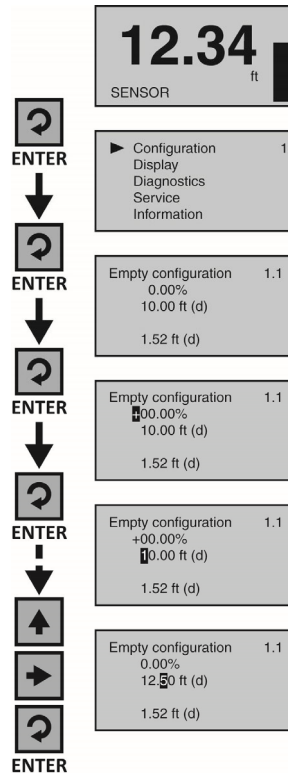 12.34
ft
SENSOR
ENTER
Configuration 1
Display
Diagnostics
Service
Information
ENTER
Empty configuration 1.1
0.00%
10.00 ft (d)
1.52 ft (d)
ENTER
Empty configuration 1.1
+00.00%
10.00 ft (d)
1.52 ft (d)
ENTER
Empty configuration 1.1
+00.00%
10.00 ft (d)
1.52 ft (d)
Empty configuration 1.1
0.00%
12.50 ft (d)
1.52 ft (d)
ENTER